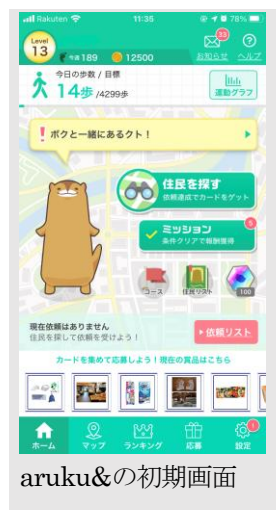 Rakuten 11:35 78%
Level
13
189 12500
33
お知らせ ヘルプ
今日の歩数 / 目標
14歩 /4299歩
運動グラフ
ボクと一緒にあるクト！
住民を探す
依頼達成でカードをゲット
ミッション
条件クリアで報酬獲得
コース 住民リスト 100
現在依頼はありません
住民を探して依頼を受けよう！
依頼リスト
カードを集めて応募しよう！現在の賞品はこちら
ホーム マップ ランキング 応募 設定
aruku&の初期画面